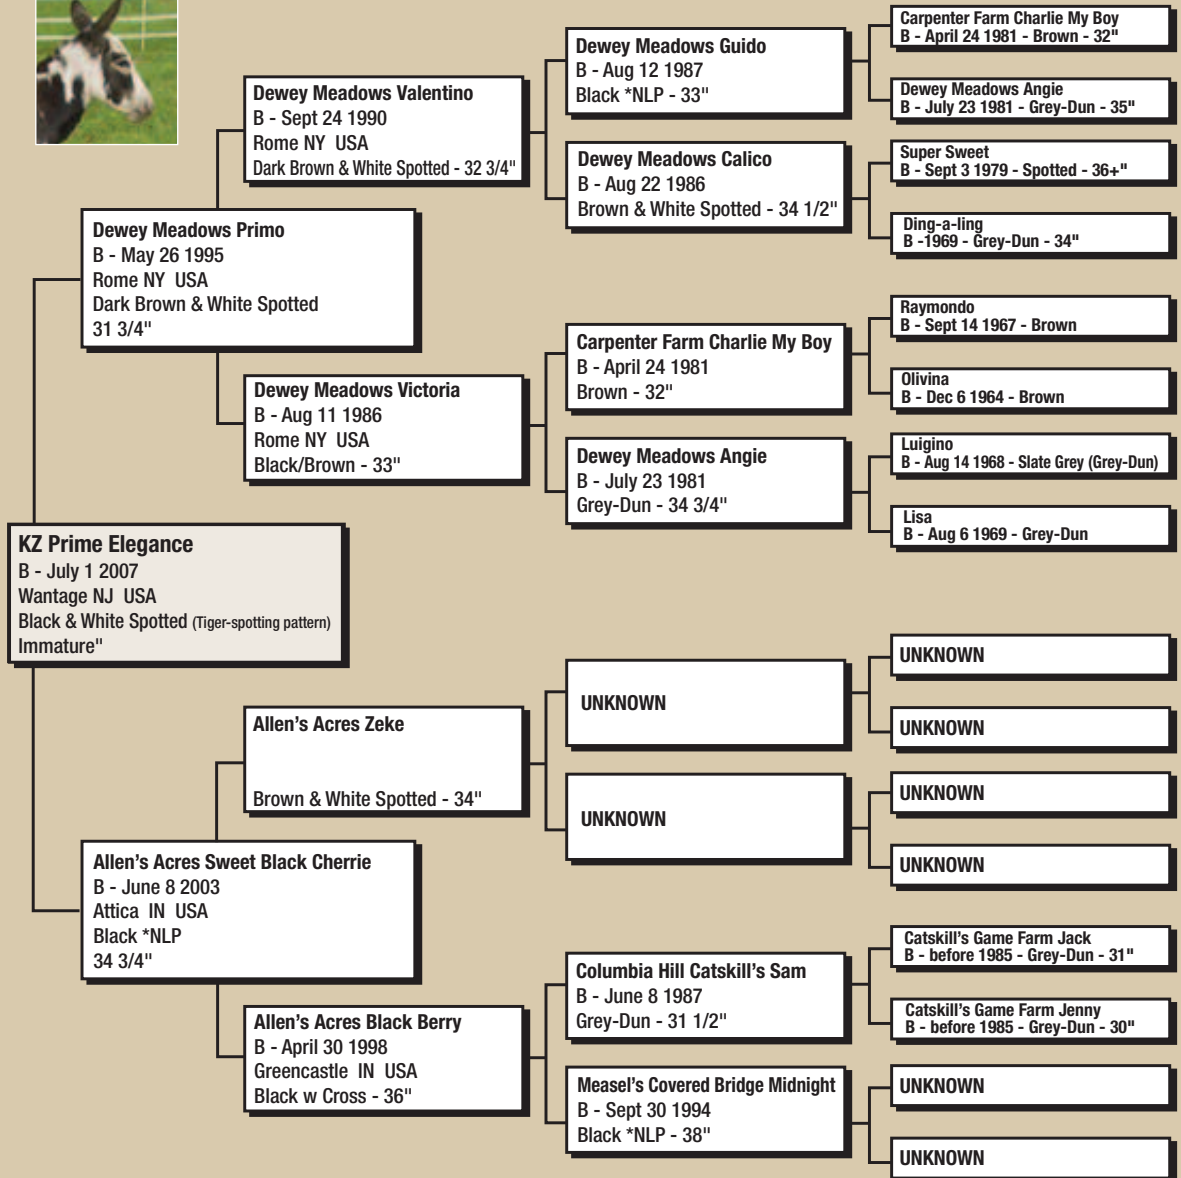 KZ Prime Elegance
B - July 1 2007
Wantage NJ  USA
Black & White Spotted (Tiger-spotting pattern)
Immature"
Dewey Meadows Primo
B - May 26 1995
Rome NY  USA
Dark Brown & White Spotted
31 3/4"
Allen's Acres Sweet Black Cherrie
B - June 8 2003
Attica  IN  USA
Black *NLP
34 3/4"
Dewey Meadows Valentino
B - Sept 24 1990
Rome NY  USA
Dark Brown & White Spotted - 32 3/4"
Dewey Meadows Victoria
B - Aug 11 1986
Rome NY  USA
Black/Brown - 33"
Allen's Acres Zeke
Brown & White Spotted - 34"
Allen's Acres Black Berry
B - April 30 1998
Greencastle  IN  USA
Black w Cross - 36"
Dewey Meadows Guido
B - Aug 12 1987
Black *NLP - 33"
Dewey Meadows Calico
B - Aug 22 1986
Brown & White Spotted - 34 1/2"
Carpenter Farm Charlie My Boy
B - April 24 1981
Brown - 32"
Dewey Meadows Angie
B - July 23 1981
Grey-Dun - 34 3/4"
UNKNOWN
UNKNOWN
Columbia Hill Catskill's Sam
B - June 8 1987
Grey-Dun - 31 1/2"
Measel's Covered Bridge Midnight
B - Sept 30 1994
Black *NLP - 38"
Carpenter Farm Charlie My Boy
B - April 24 1981 - Brown - 32"
Dewey Meadows Angie
B - July 23 1981 - Grey-Dun - 35"
Super Sweet
B - Sept 3 1979 - Spotted - 36+"
Ding-a-ling
B -1969 - Grey-Dun - 34"
Raymondo
B - Sept 14 1967 - Brown
Olivina
B - Dec 6 1964 - Brown
Luigino
B - Aug 14 1968 - Slate Grey (Grey-Dun)
Lisa
B - Aug 6 1969 - Grey-Dun
UNKNOWN
UNKNOWN
UNKNOWN
UNKNOWN
Catskill's Game Farm Jack
B - before 1985 - Grey-Dun - 31"
Catskill's Game Farm Jenny
B - before 1985 - Grey-Dun - 30"
UNKNOWN
UNKNOWN